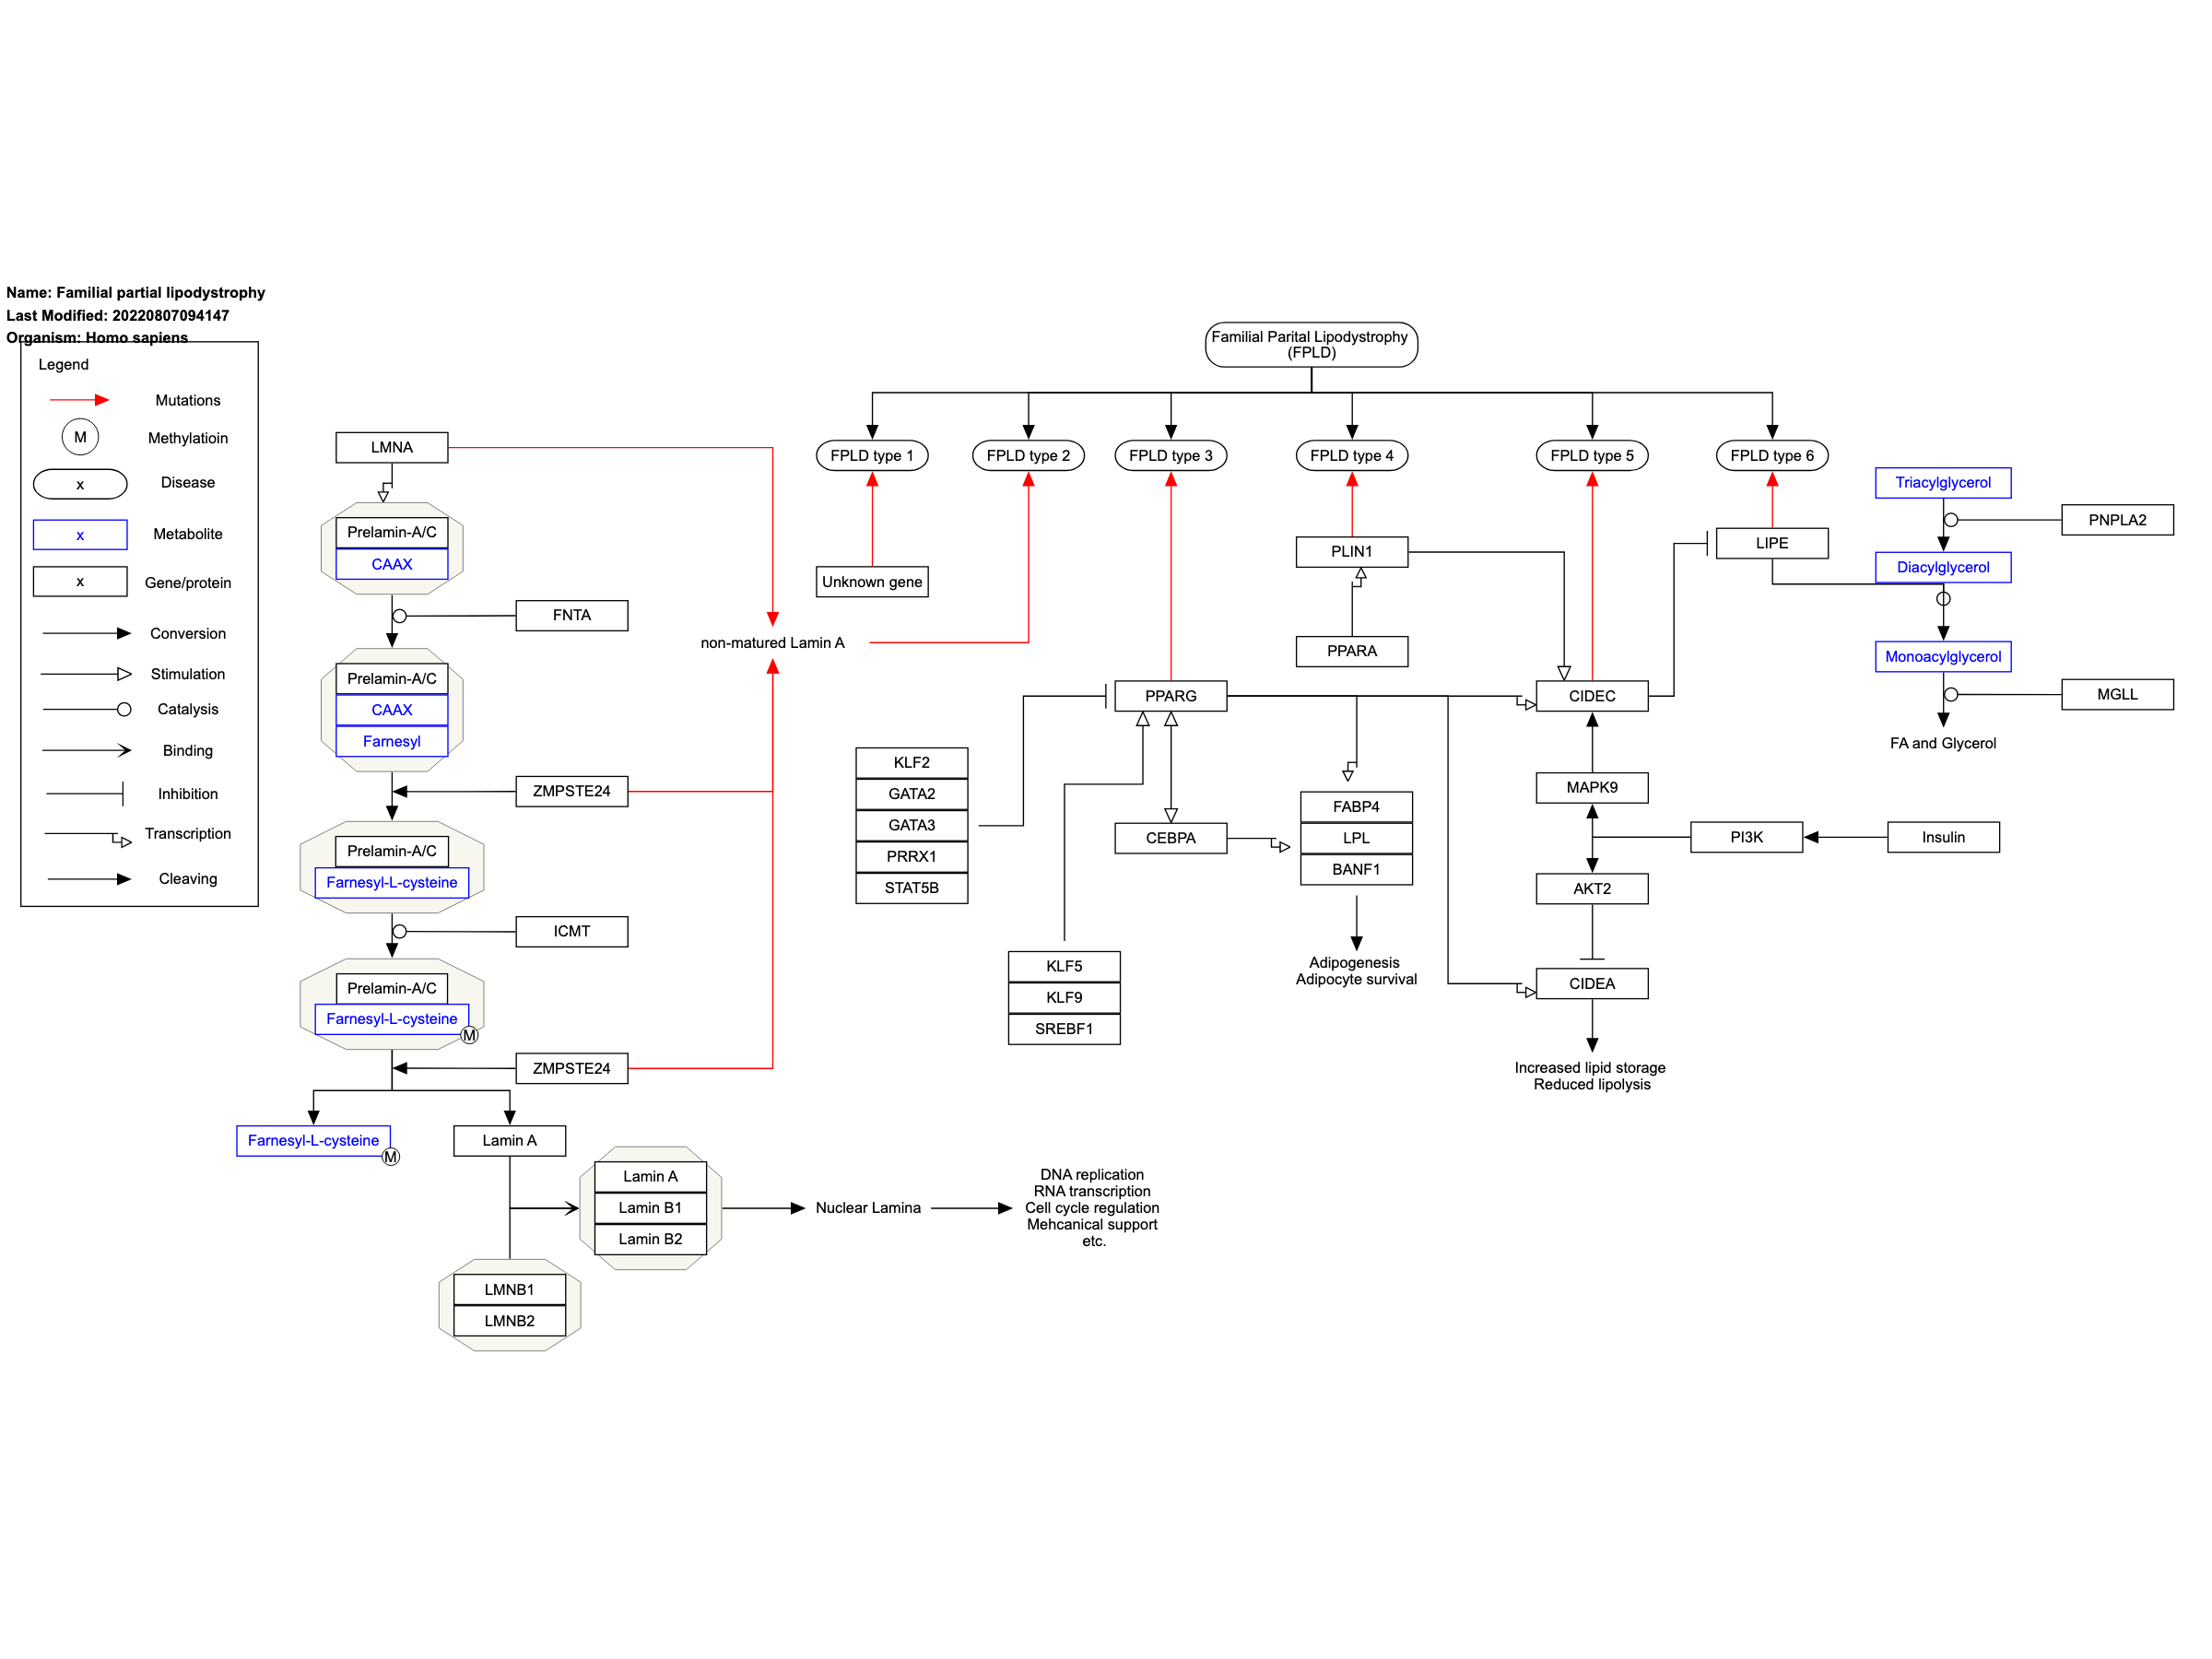 Name: Familial partial lipodystrophy
Last Modified: 20220807094147
Organism: Homo sapiens
Legend
Mutations
M
Methylatioin
x
Disease
x
Metabolite
x
Gene/protein
Conversion
Stimulation
Catalysis
Binding
Inhibition
Transcription
Cleaving
LMNA
Prelamin-A/C
CAAX
FNTA
Prelamin-A/C
CAAX
Farnesyl
ZMPSTE24
Prelamin-A/C
Farnesyl-L-cysteine
ICMT
Prelamin-A/C
Farnesyl-L-cysteine
M
ZMPSTE24
Farnesyl-L-cysteine
M
Lamin A
Lamin A
Lamin B1
Lamin B2
LMNB1
LMNB2
Nuclear Lamina
DNA replication
RNA transcription
Cell cycle regulation
Mehcanical support
etc.
non-matured Lamin A
Familial Parital Lipodystrophy
(FPLD)
FPLD type 1
FPLD type 2
FPLD type 3
FPLD type 4
FPLD type 5
FPLD type 6
Unknown gene
PLIN1
PPARA
LIPE
PPARG
CIDEC
KLF2
GATA2
GATA3
PRRX1
STAT5B
CEBPA
FABP4
LPL
BANF1
KLF5
KLF9
SREBF1
Adipogenesis
Adipocyte survival
MAPK9
PI3K
Insulin
AKT2
CIDEA
Increased lipid storage
Reduced lipolysis
Triacylglycerol
PNPLA2
Diacylglycerol
Monoacylglycerol
MGLL
FA and Glycerol